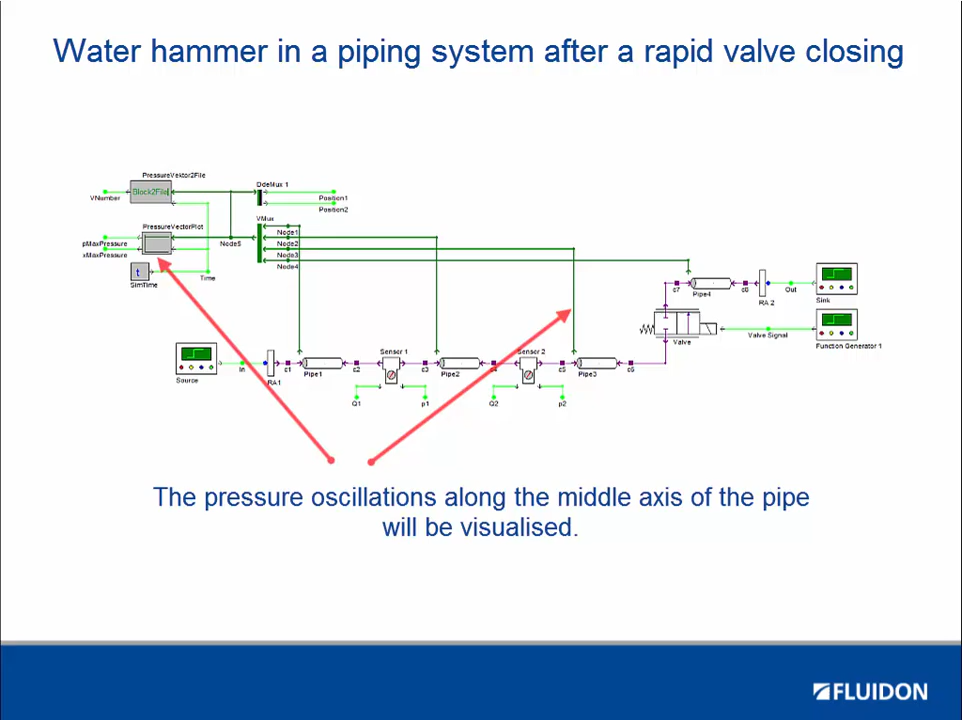 Water hammer in a piping system after a rapid valve closing
PressureVektor2File
Block2File
VNumber
DdeMux 1
Position1
Position2
PressureVectorPlot
VMux
Node1
pMaxPressure
Node5
Node2
xMaxPressure
Node3
Node4
t
SimTime
Time
c7
Pipe4
c8
RA 2
Out
Sink
Valve
Valve Signal
Function Generator 1
Sensor 1
Sensor 2
Source
In
RA1
c1
Pipe1
c2
c3
Pipe2
c4
c5
Pipe3
c6
Q1
p1
Q2
p2
The pressure oscillations along the middle axis of the pipe
will be visualised.
FLUIDON